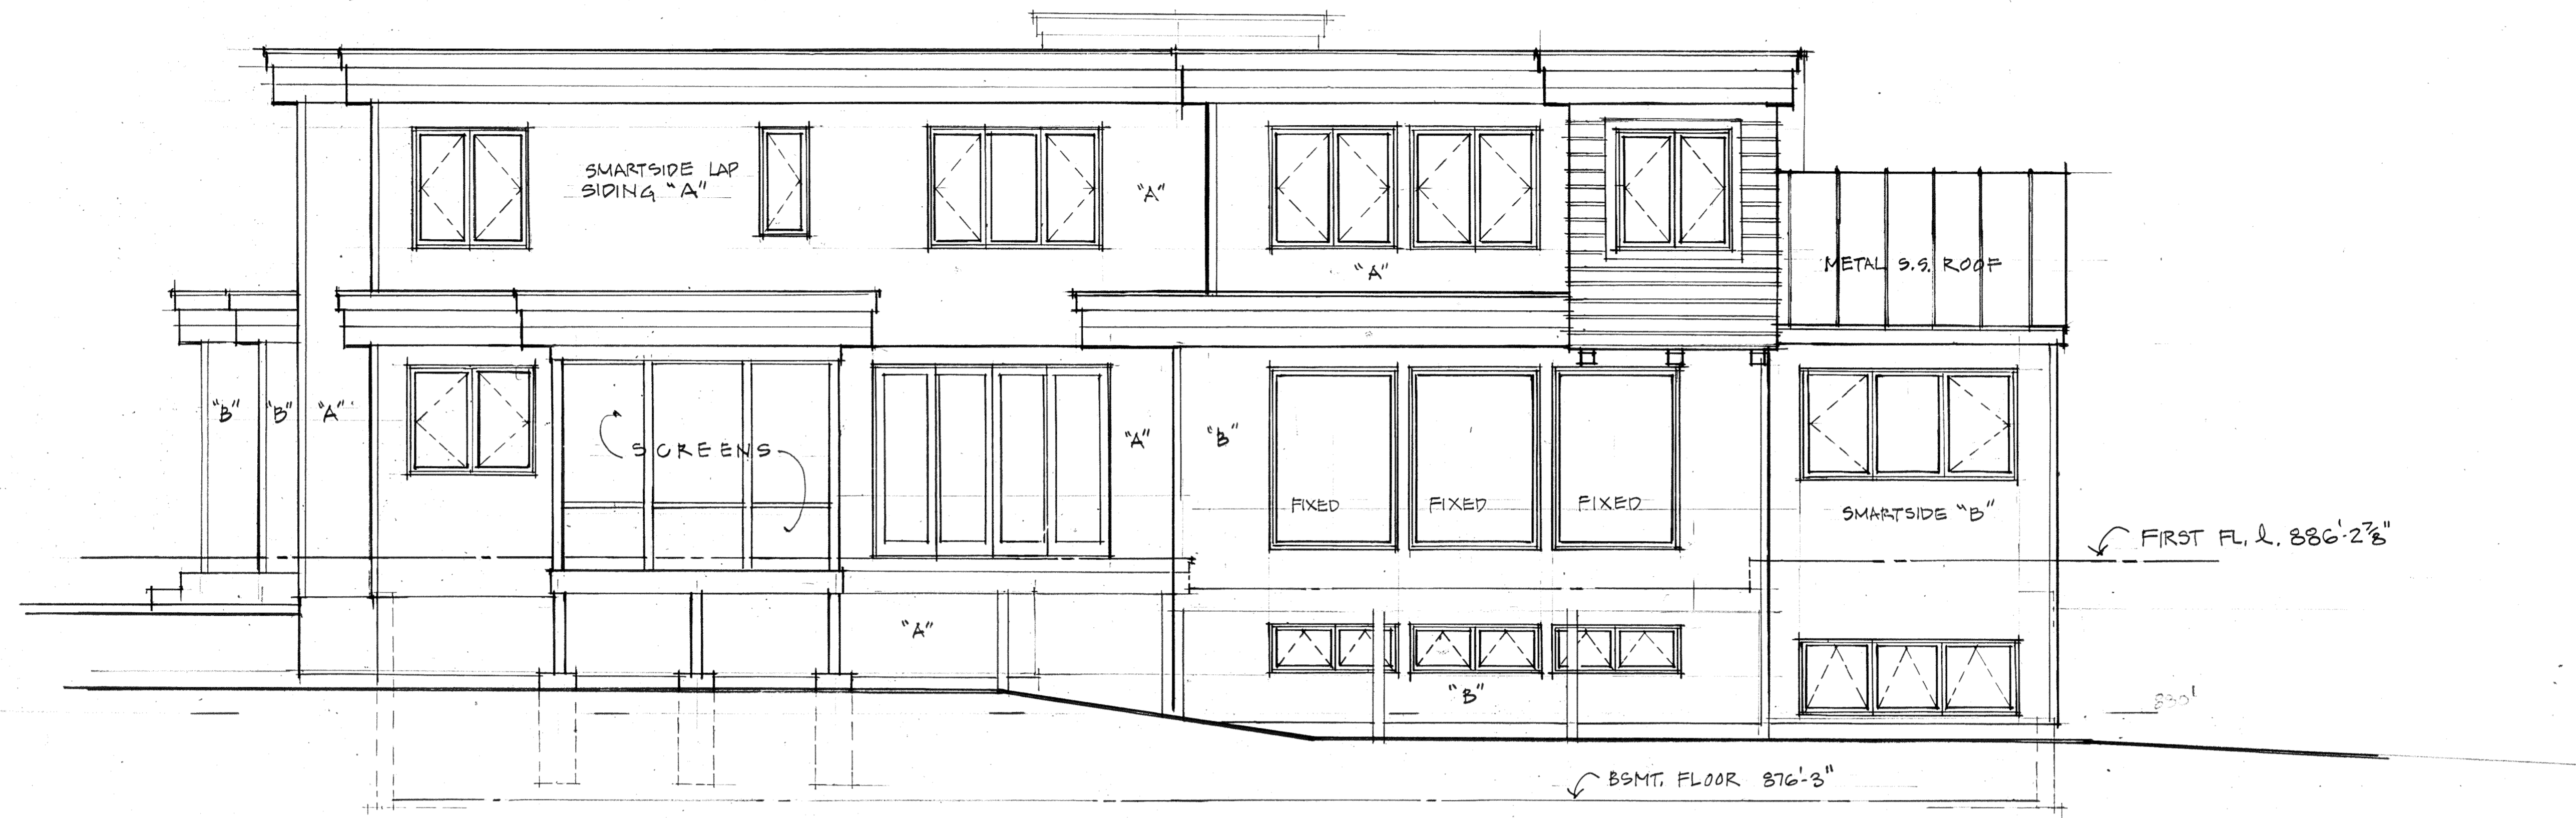 SMARTSIDE LAP
SIDING "A"
"A"
"A"
METAL S.S. ROOF
"B"
"B"
"A"
SCREENS
"A"
"B"
FIXED
FIXED
FIXED
SMARTSIDE "B"
FIRST FL. l. 886'-2⅞"
"A"
"B"
830'
BSMT. FLOOR 876'-3"